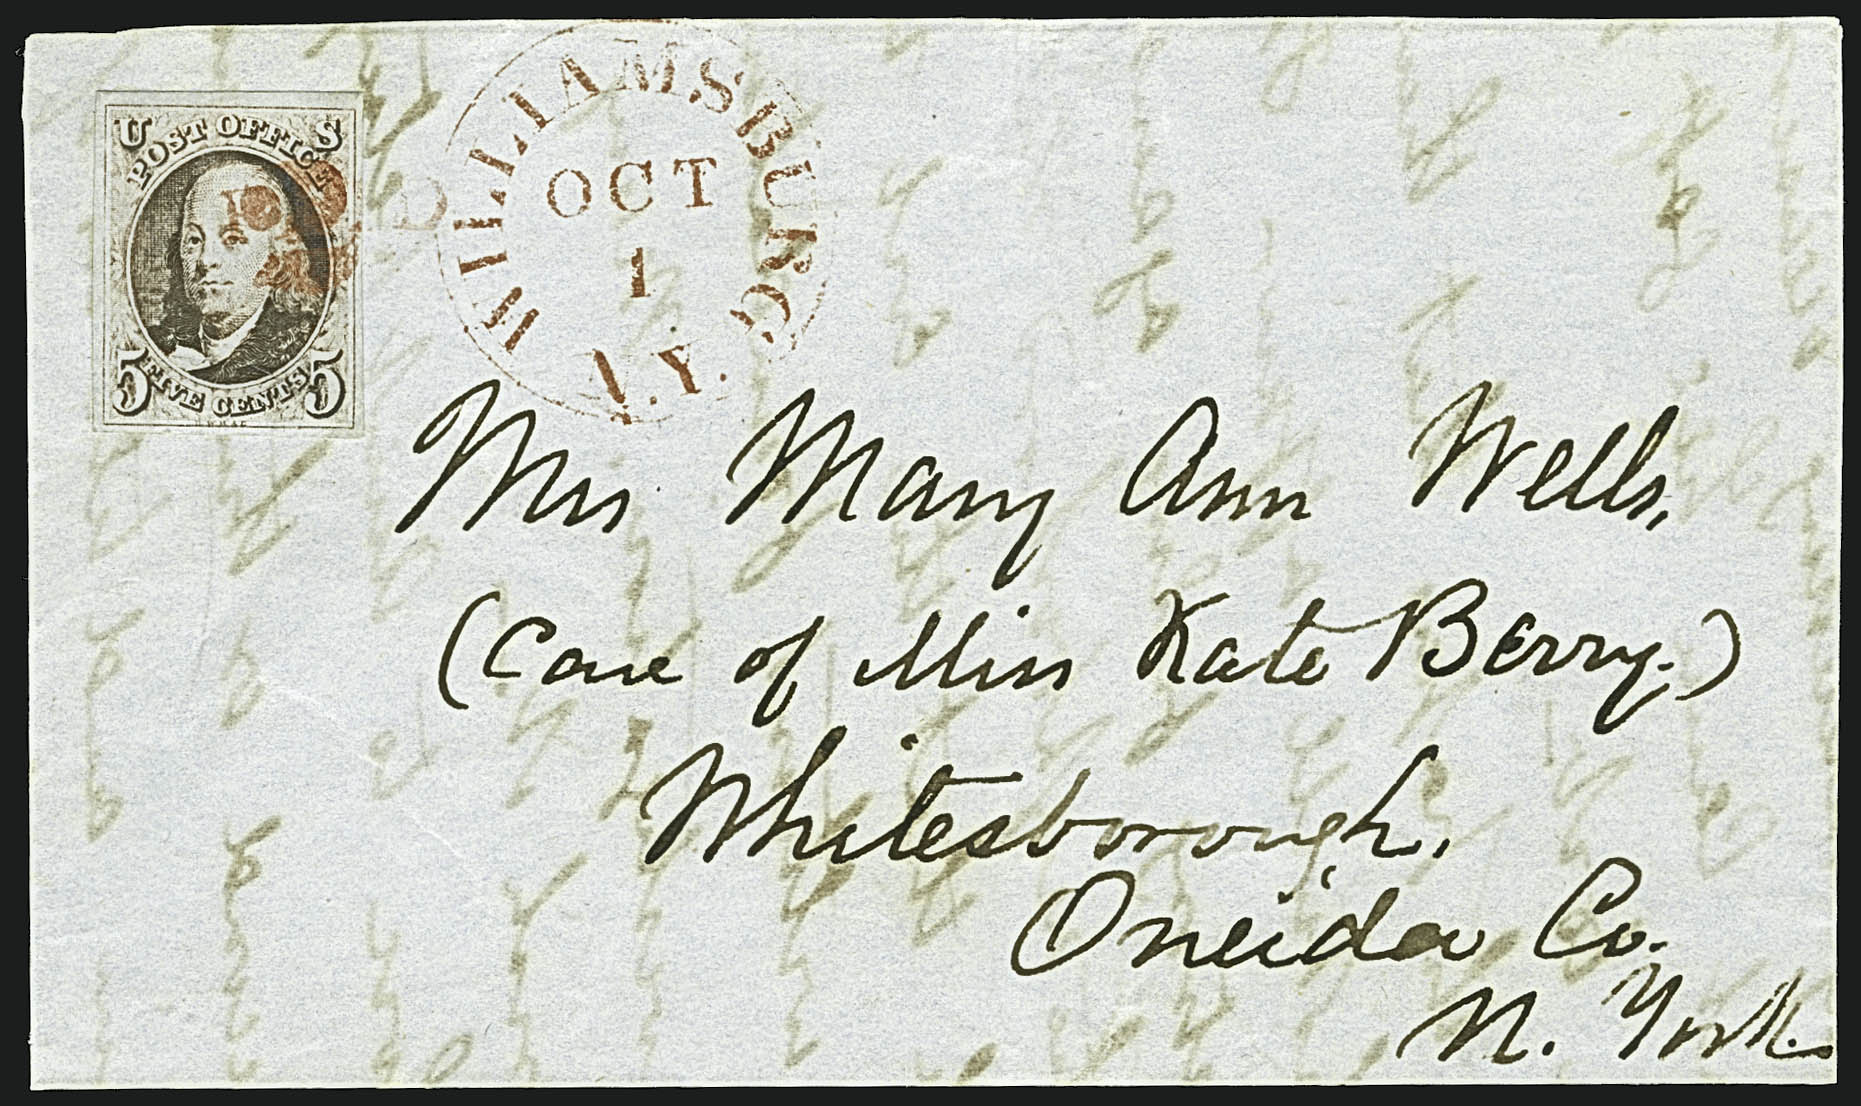 U S
POST OFFICE
FIVE CENTS
5 5
WILLIAMSBURG
OCT
1
N.Y.
Mrs Mary Ann Wells,
(Care of Miss Kate Berry.)
Whitesborough,
Oneida Co.
N. York.